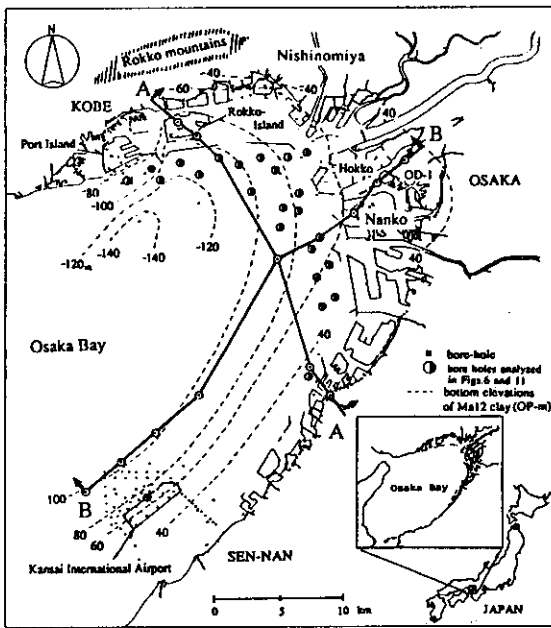 N
Rokko mountains
Nishinomiya
A
-60
-40
-40
40
KOBE
Rokko-
Island
Port Island
B
Hokko
OD-1
OSAKA
-80
-100
Nanko
-120
-140
-140
-120m
40
Osaka Bay
40
bore-hole
bore holes analyzed
in Figs.6 and 11
bottom elevations
of Ma12 clay (OP-m)
A
100
B
80
60
40
Osaka Bay
Kansai International Airport
SEN-NAN
0 5 10
km
JAPAN